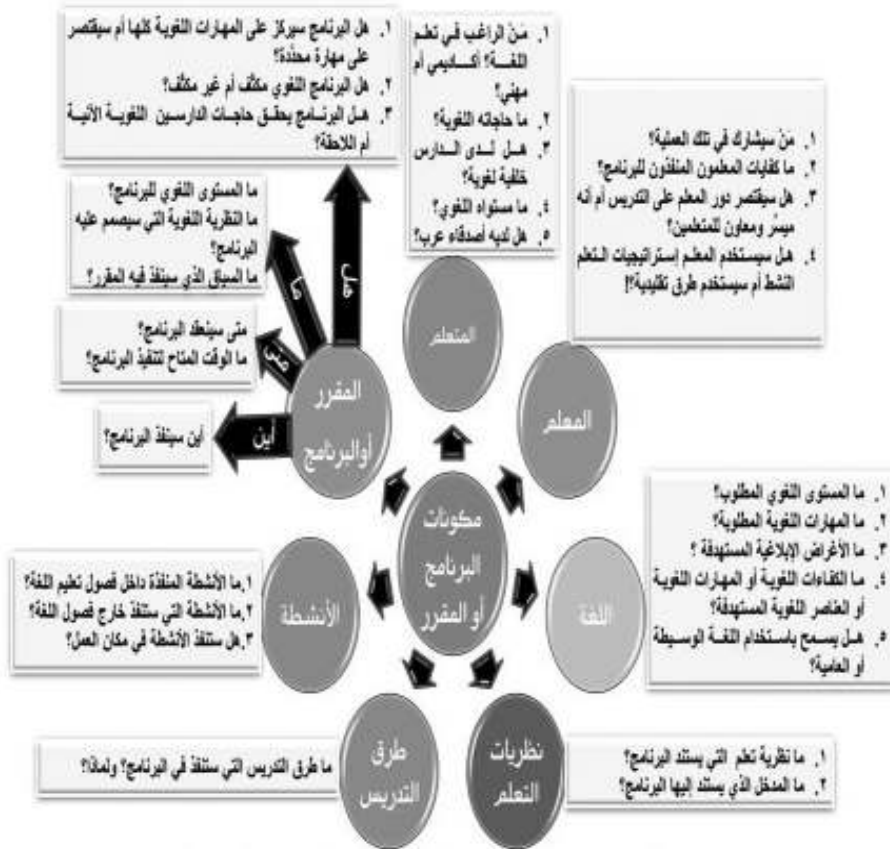 ١. هل البرنامج سيركز على المهارات اللغوية كلها أم سيقتصر
على مهارة محدَّدة؟
٢. هل البرنامج اللغوي مكثَّف أم غير مكثَّف؟
٣. هل البرنامج يحقق حاجات الدارسين اللغوية الآنية
أم اللاحقة؟
١. مَنْ الراغب في تعلم
اللغة؟ أكاديمي أم
مهني؟
٢. ما حاجاته اللغوية؟
٣. هل لدى الدارس
خلفية لغوية؟
٤. ما مستواه اللغوي؟
٥. هل لديه أصدقاء عرب؟
١. مَنْ سيشارك في تلك العملية؟
٢. ما كفايات المعلمون المنفذون للبرنامج؟
٣. هل سيقتصر دور المعلم على التدريس أم أنه
ميسِّر ومعاون للمتعلمين؟
٤. هل سيستخدم المعلم إستراتيجيات التعلم
النشط أم سيستخدم طرق تقليدية؟!
ما المستوى اللغوي للبرنامج؟
ما النظرية اللغوية التي سيصمم عليه
البرنامج؟
ما السياق الذي سينفذ فيه المقرر؟
متى سينعقد البرنامج؟
ما الوقت المتاح لتنفيذ البرنامج؟
أين سينفذ البرنامج؟
هل
ما
متى
أين
المقرر
أوالبرنامج
المتعلم
المعلم
مكونات
البرنامج
أو المقرر
اللغة
١. ما المستوى اللغوي المطلوب؟
٢. ما المهارات اللغوية المطلوبة؟
٣. ما الأغراض الإبلاغية المستهدفة ؟
٤. ما الكفاءات اللغوية أو المهارات اللغوية
أو العناصر اللغوية المستهدفة؟
٥. هل يسمح باستخدام اللغة الوسيطة
أو العامية؟
الأنشطة
١.ما الأنشطة المنفذة داخل فصول تعليم اللغة؟
٢.ما الأنشطة التي ستنفذ خارج فصول اللغة؟
٣.هل ستنفذ الأنشطة في مكان العمل؟
طرق
التدريس
ما طرق التدريس التي ستنفذ في البرنامج؟ ولماذا؟
نظريات
التعلم
١. ما نظرية تعلم التي يستند البرنامج؟
٢. ما المدخل الذي يستند إليها البرنامج؟